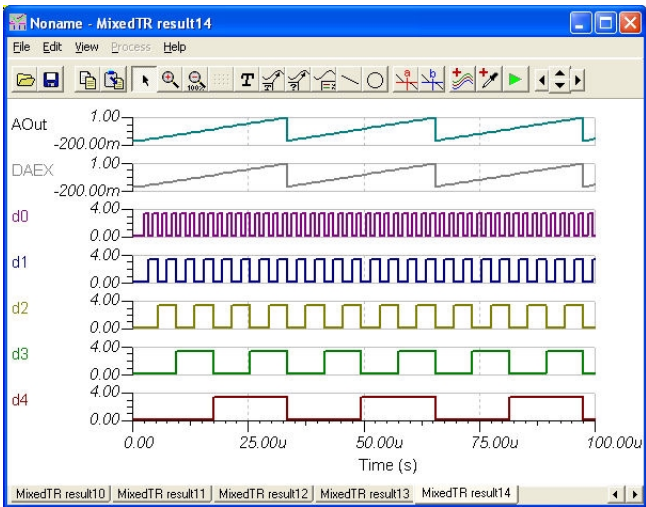 Noname - MixedTR result14
File Edit View Process Help
T 100% a b
AOut 1.00
-200.00m
DAEX 1.00
-200.00m
d0 4.00
0.00
d1 4.00
0.00
d2 4.00
0.00
d3 4.00
0.00
d4 4.00
0.00
0.00 25.00u 50.00u 75.00u 100.00u
Time (s)
MixedTR result10 MixedTR result11 MixedTR result12 MixedTR result13 MixedTR result14